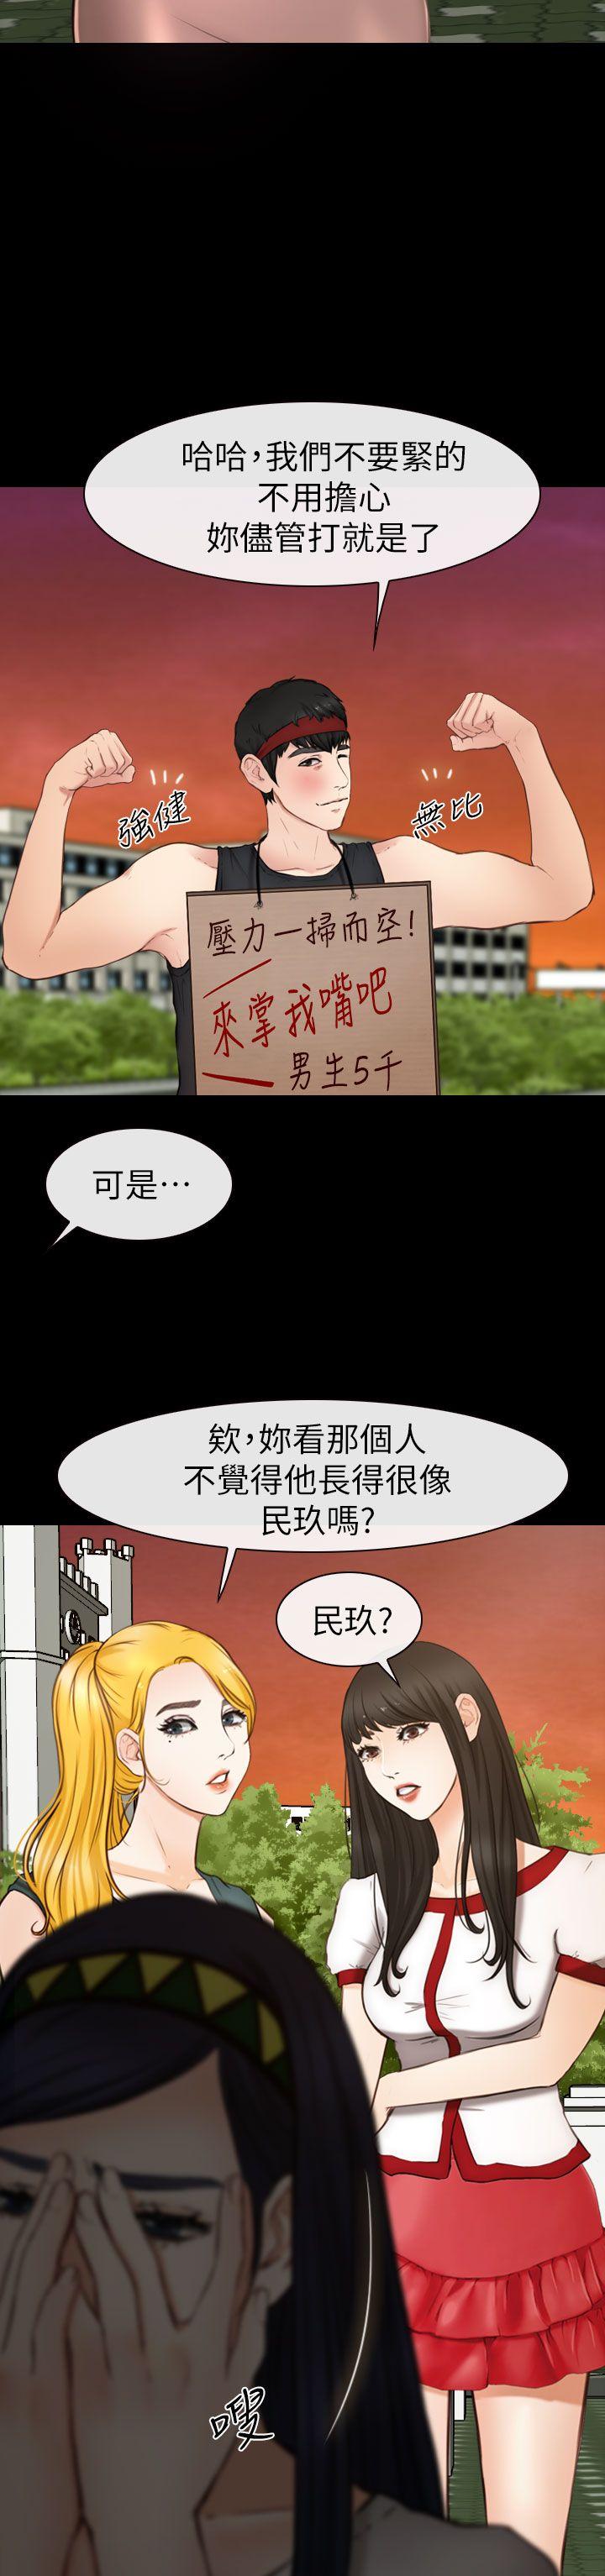 哈哈,我們不要緊的
不用擔心
妳儘管打就是了
強健
無比
壓力一掃而空!
來掌我嘴吧
男生5千
可是…
欸,妳看那個人
不覺得他長得很像
民玖嗎?
民玖?
嗖